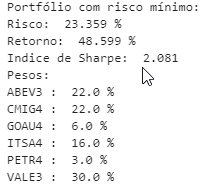 Portfólio com risco mínimo:
Risco:  23.359 %
Retorno:  48.599 %
Indice de Sharpe:  2.081
Pesos:
ABEV3 :  22.0 %
CMIG4 :  22.0 %
GOAU4 :  6.0 %
ITSA4 :  16.0 %
PETR4 :  3.0 %
VALE3 :  30.0 %